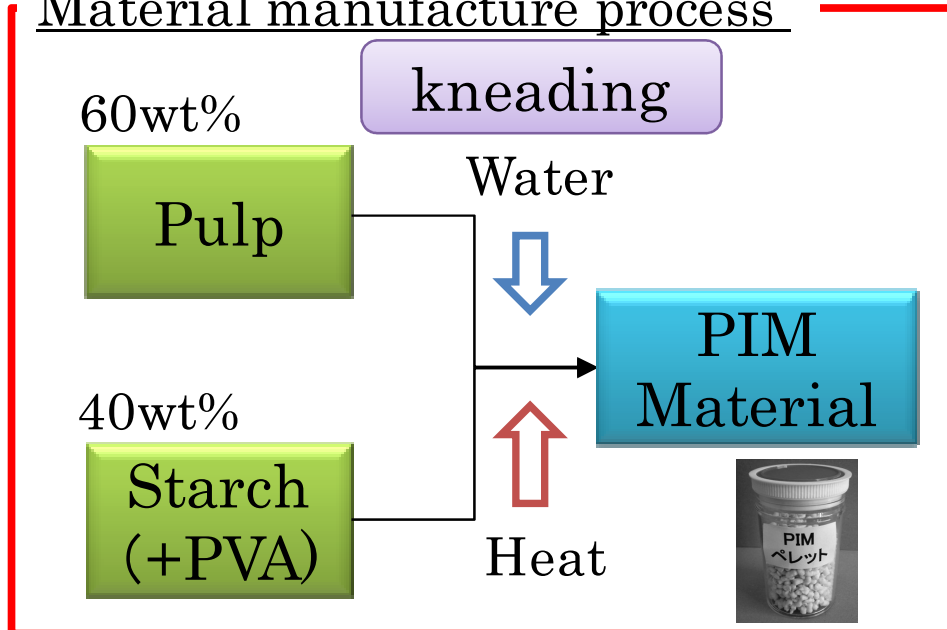 Material manufacture process
kneading
60wt%
Pulp
Water
PIM
Material
40wt%
Starch
(+PVA)
Heat
PIM
ペレット